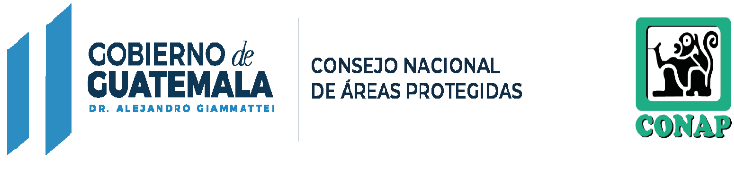 GOBIERNO de
GUATEMALA
DR. ALEJANDRO GIAMMATTEI
CONSEJO NACIONAL
DE ÁREAS PROTEGIDAS
CONAP